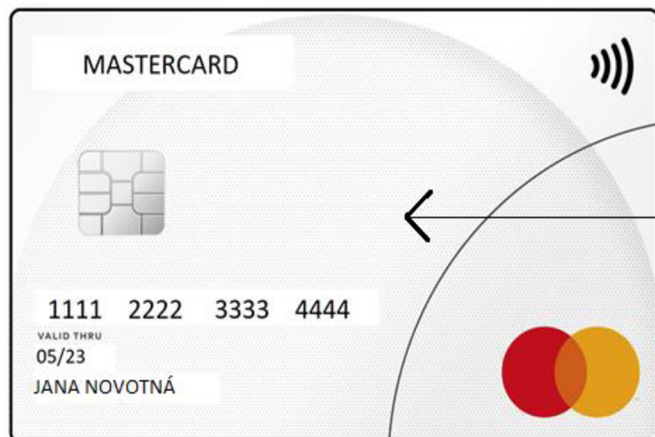 MASTERCARD
1111 2222 3333 4444
VALID THRU
05/23
JANA NOVOTNÁ